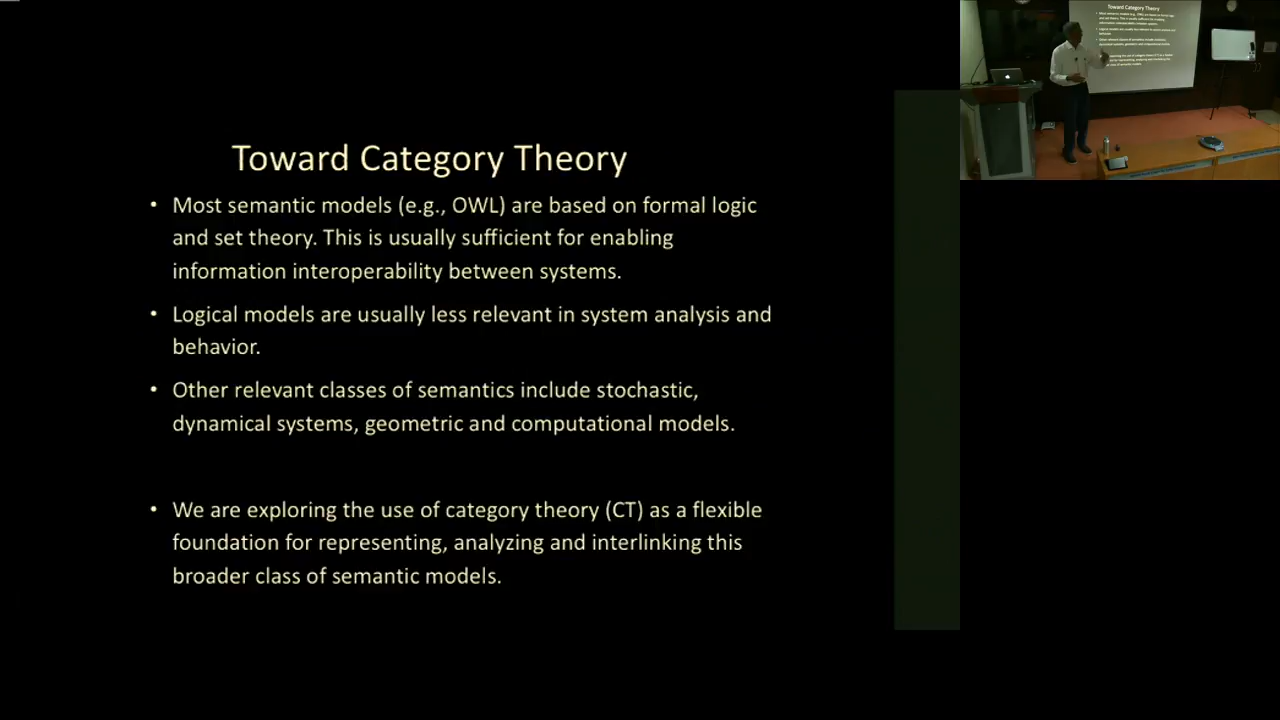 Toward Category Theory
• Most semantic models (e.g., OWL) are based on formal logic
and set theory. This is usually sufficient for enabling
information interoperability between systems.
• Logical models are usually less relevant in system analysis and
behavior.
• Other relevant classes of semantics include stochastic,
dynamical systems, geometric and computational models.
• We are exploring the use of category theory (CT) as a flexible
foundation for representing, analyzing and interlinking this
broader class of semantic models.
Toward Category Theory